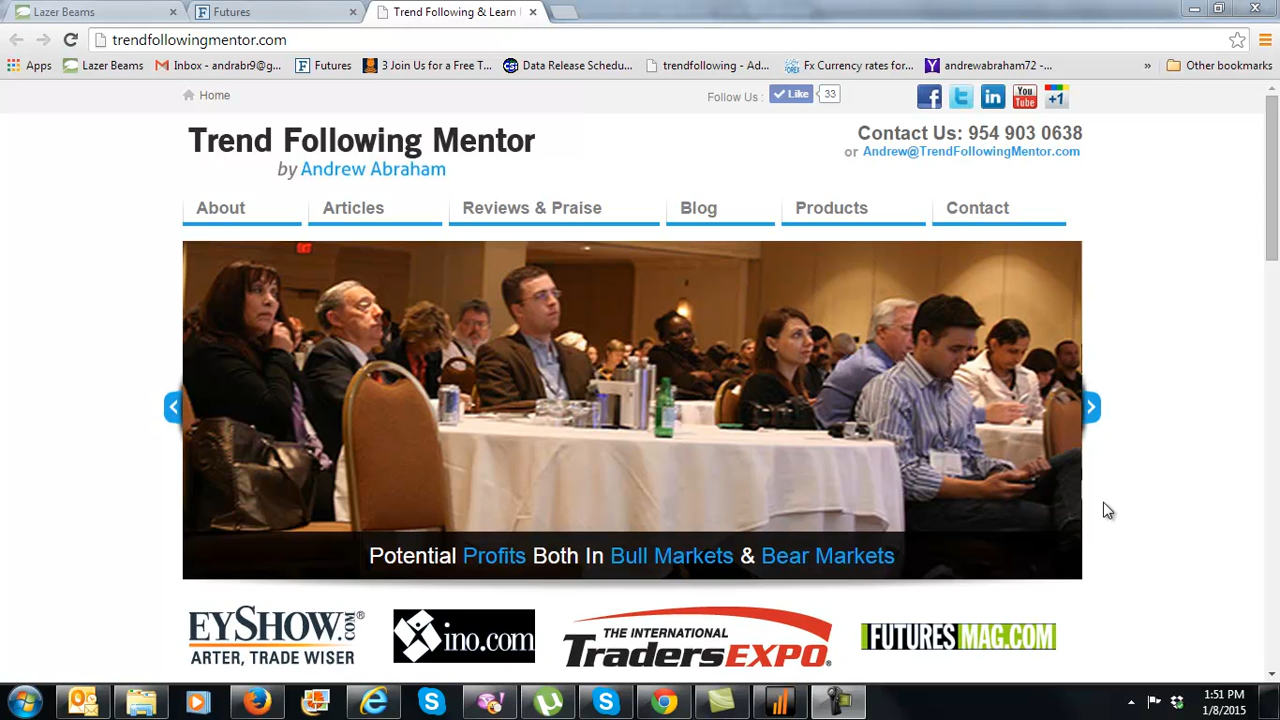 Lazer Beams
Futures
Trend Following & Learn
trendfollowingmentor.com
Apps
Lazer Beams
Inbox - andrabr9@g...
Futures
3 Join Us for a Free T...
Data Release Schedu...
trendfollowing - Ad...
Fx Currency rates for...
andrewabraham72 -...
»
Other bookmarks
Home
Follow Us :
Like
33
You
Tube
+1
Trend Following Mentor
by Andrew Abraham
Contact Us: 954 903 0638
or Andrew@TrendFollowingMentor.com
About
Articles
Reviews & Praise
Blog
Products
Contact
Potential Profits Both In Bull Markets & Bear Markets
EYSHOW.COM®
ARTER, TRADE WISER
ino.com
THE INTERNATIONAL
TradersEXPO®
FUTURESMAG.COM
1:51 PM
1/8/2015